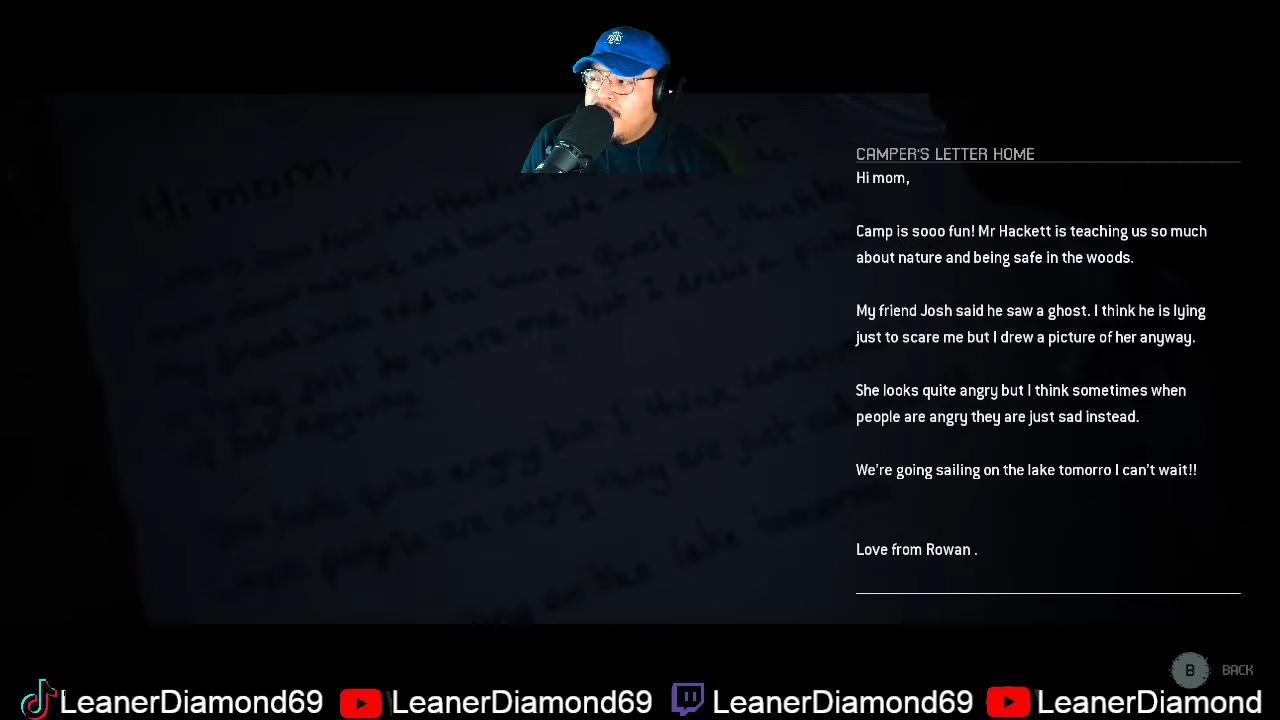 CAMPER'S LETTER HOME
Hi mom,
Camp is sooo fun! Mr Hackett is teaching us so much
about nature and being safe in the woods.
My friend Josh said he saw a ghost. I think he is lying
just to scare me but I drew a picture of her anyway.
She looks quite angry but I think sometimes when
people are angry they are just sad instead.
We're going sailing on the lake tomorro I can't wait!!
Love from Rowan .
Hi mom,
B BACK
LeanerDiamond69 LeanerDiamond69 LeanerDiamond69 LeanerDiamond